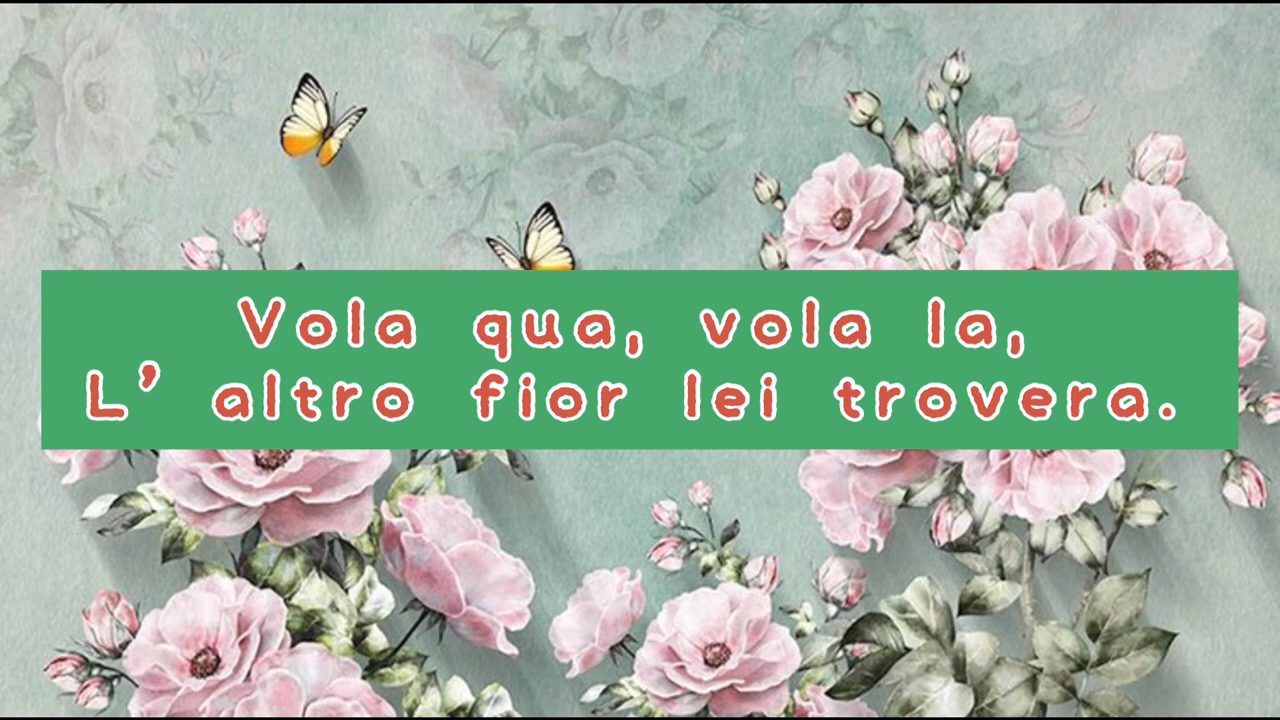 Vola qua, vola la,
L' altro fior lei trovera.